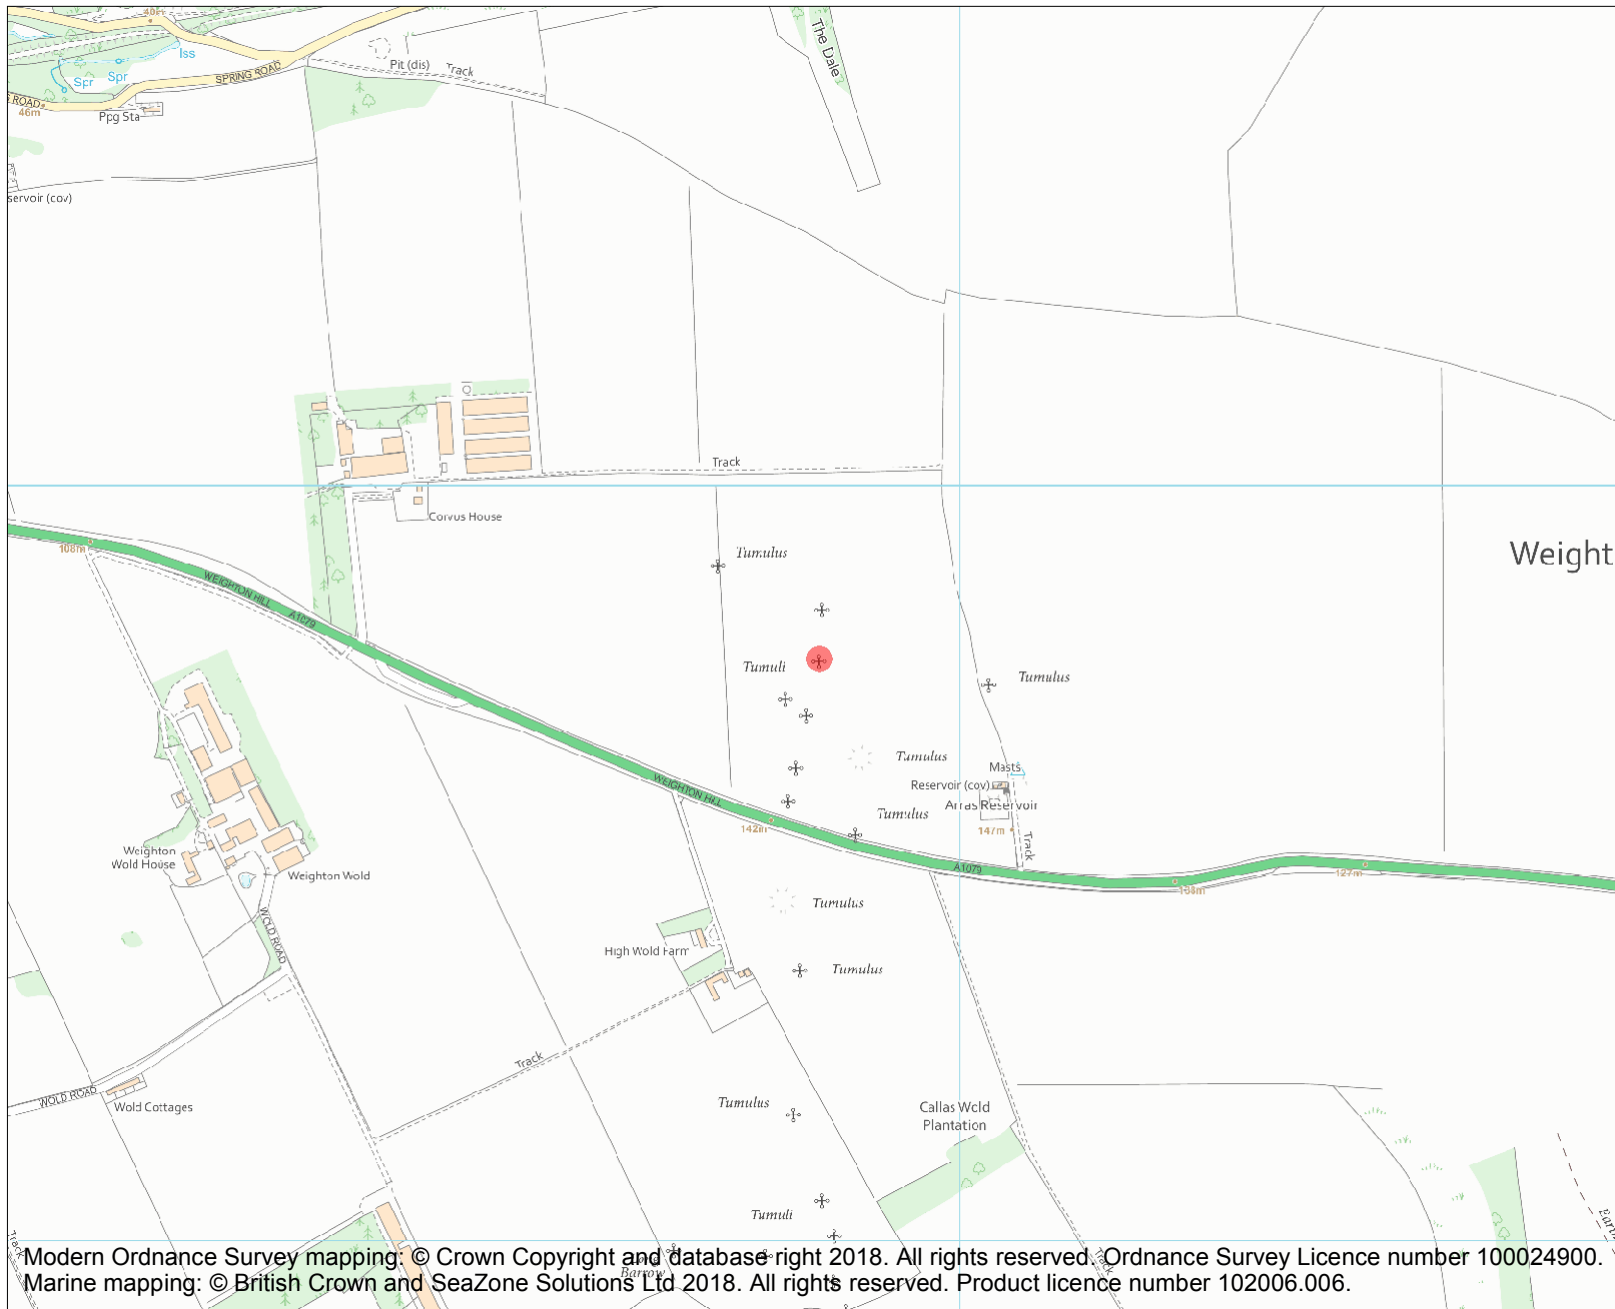 The Dale
Iss
Pit (dis)
Track
Spr
Spr
SPRING ROAD
ROAD
46m
Ppg Sta
servoir (cov)
Track
Corvus House
108m
WEIGHTON HILL
A1079
Tumulus
Weight
Tumuli
Tumulus
Tumulus
Masts
Reservoir (cov)
WEIGHTON HILL
Arras Reservoir
Tumulus
142m
147m
Track
Weighton
Wold House
Weighton Wold
A1079
127m
WOLD ROAD
Tumulus
High Wold Farm
Tumulus
Track
WOLD ROAD
Wold Cottages
Tumulus
Callas Wold
Plantation
Tumuli
Track
Track
Barrow
Modern Ordnance Survey mapping: © Crown Copyright and database right 2018. All rights reserved. Ordnance Survey Licence number 100024900.
Marine mapping: © British Crown and SeaZone Solutions Ltd 2018. All rights reserved. Product licence number 102006.006.